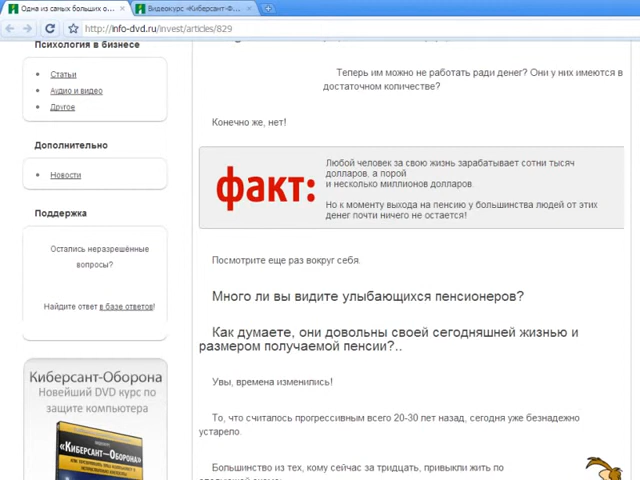 Одна из самых больших о...
Видеокурс «Киберсант-Ф...
http://info-dvd.ru/invest/articles/829
Психология в бизнесе
Статьи
Аудио и видео
Другое
Дополнительно
Новости
Поддержка
Остались неразрешённые
вопросы?
Найдите ответ в базе ответов!
Киберсант-Оборона
Новейший DVD курс по
защите компьютера
«Киберсант—Оборона»
Теперь им можно не работать ради денег? Они у них имеются в
достаточном количестве?
Конечно же, нет!
факт:
Любой человек за свою жизнь зарабатывает сотни тысяч
долларов, а порой
и несколько миллионов долларов.
Но к моменту выхода на пенсию у большинства людей от этих
денег почти ничего не остается!
Посмотрите еще раз вокруг себя.
Много ли вы видите улыбающихся пенсионеров?
Как думаете, они довольны своей сегодняшней жизнью и
размером получаемой пенсии?..
Увы, времена изменились!
То, что считалось прогрессивным всего 20-30 лет назад, сегодня уже безнадежно
устарело.
Большинство из тех, кому сейчас за тридцать, привыкли жить по